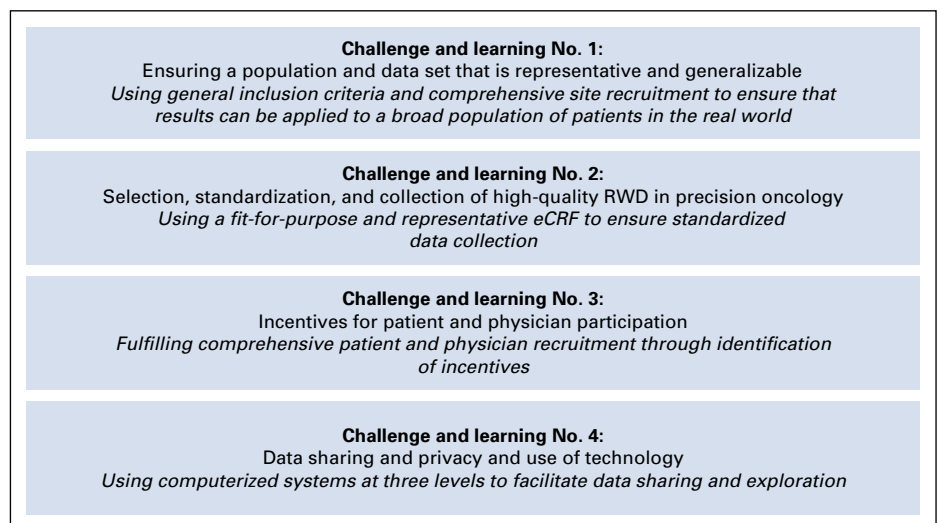 Challenge and learning No. 1:
Ensuring a population and data set that is representative and generalizable
Using general inclusion criteria and comprehensive site recruitment to ensure that
results can be applied to a broad population of patients in the real world
Challenge and learning No. 2:
Selection, standardization, and collection of high-quality RWD in precision oncology
Using a fit-for-purpose and representative eCRF to ensure standardized
data collection
Challenge and learning No. 3:
Incentives for patient and physician participation
Fulfilling comprehensive patient and physician recruitment through identification
of incentives
Challenge and learning No. 4:
Data sharing and privacy and use of technology
Using computerized systems at three levels to facilitate data sharing and exploration